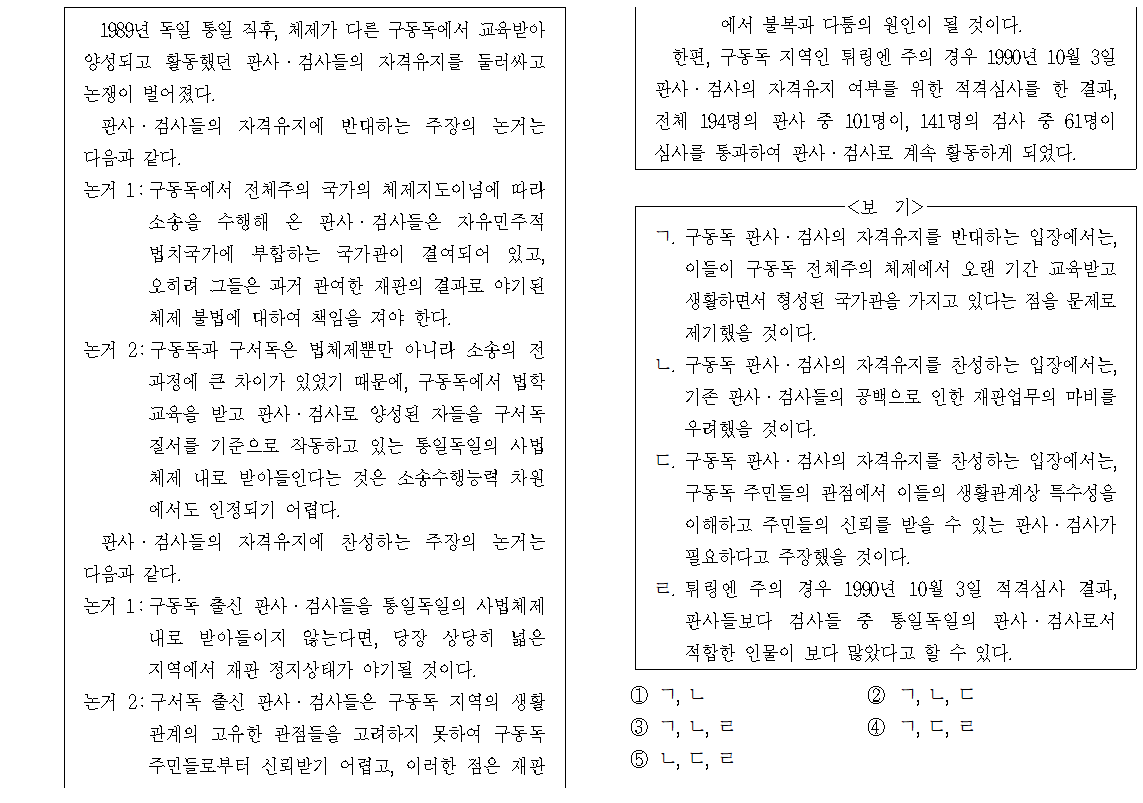 1989년 독일 통일 직후, 체제가 다른 구동독에서 교육받아
양성되고 활동했던 판사·검사들의 자격유지를 둘러싸고
논쟁이 벌어졌다.
판사·검사들의 자격유지에 반대하는 주장의 논거는
다음과 같다.
논거 1: 구동독에서 전체주의 국가의 체제지도이념에 따라
소송을 수행해 온 판사·검사들은 자유민주적
법치국가에 부합하는 국가관이 결여되어 있고,
오히려 그들은 과거 관여한 재판의 결과로 야기된
체제 불법에 대하여 책임을 져야 한다.
논거 2: 구동독과 구서독은 법체제뿐만 아니라 소송의 전
과정에 큰 차이가 있었기 때문에, 구동독에서 법학
교육을 받고 판사·검사로 양성된 자들을 구서독
질서를 기준으로 작동하고 있는 통일독일의 사법
체제 내로 받아들인다는 것은 소송수행능력 차원
에서도 인정되기 어렵다.
판사·검사들의 자격유지에 찬성하는 주장의 논거는
다음과 같다.
논거 1: 구동독 출신 판사·검사들을 통일독일의 사법체제
내로 받아들이지 않는다면, 당장 상당히 넓은
지역에서 재판 정지상태가 야기될 것이다.
논거 2: 구서독 출신 판사·검사들은 구동독 지역의 생활
관계의 고유한 관점들을 고려하지 못하여 구동독
주민들로부터 신뢰받기 어렵고, 이러한 점은 재판
에서 불복과 다툼의 원인이 될 것이다.
한편, 구동독 지역인 튀링엔 주의 경우 1990년 10월 3일
판사·검사의 자격유지 여부를 위한 적격심사를 한 결과,
전체 194명의 판사 중 101명이, 141명의 검사 중 61명이
심사를 통과하여 판사·검사로 계속 활동하게 되었다.
<보 기>
ㄱ. 구동독 판사·검사의 자격유지를 반대하는 입장에서는,
이들이 구동독 전체주의 체제에서 오랜 기간 교육받고
생활하면서 형성된 국가관을 가지고 있다는 점을 문제로
제기했을 것이다.
ㄴ. 구동독 판사·검사의 자격유지를 찬성하는 입장에서는,
기존 판사·검사들의 공백으로 인한 재판업무의 마비를
우려했을 것이다.
ㄷ. 구동독 판사·검사의 자격유지를 찬성하는 입장에서는,
구동독 주민들의 관점에서 이들의 생활관계상 특수성을
이해하고 주민들의 신뢰를 받을 수 있는 판사·검사가
필요하다고 주장했을 것이다.
ㄹ. 튀링엔 주의 경우 1990년 10월 3일 적격심사 결과,
판사들보다 검사들 중 통일독일의 판사·검사로서
적합한 인물이 보다 많았다고 할 수 있다.
① ㄱ, ㄴ ② ㄱ, ㄴ, ㄷ
③ ㄱ, ㄴ, ㄹ ④ ㄱ, ㄷ, ㄹ
⑤ ㄴ, ㄷ, ㄹ